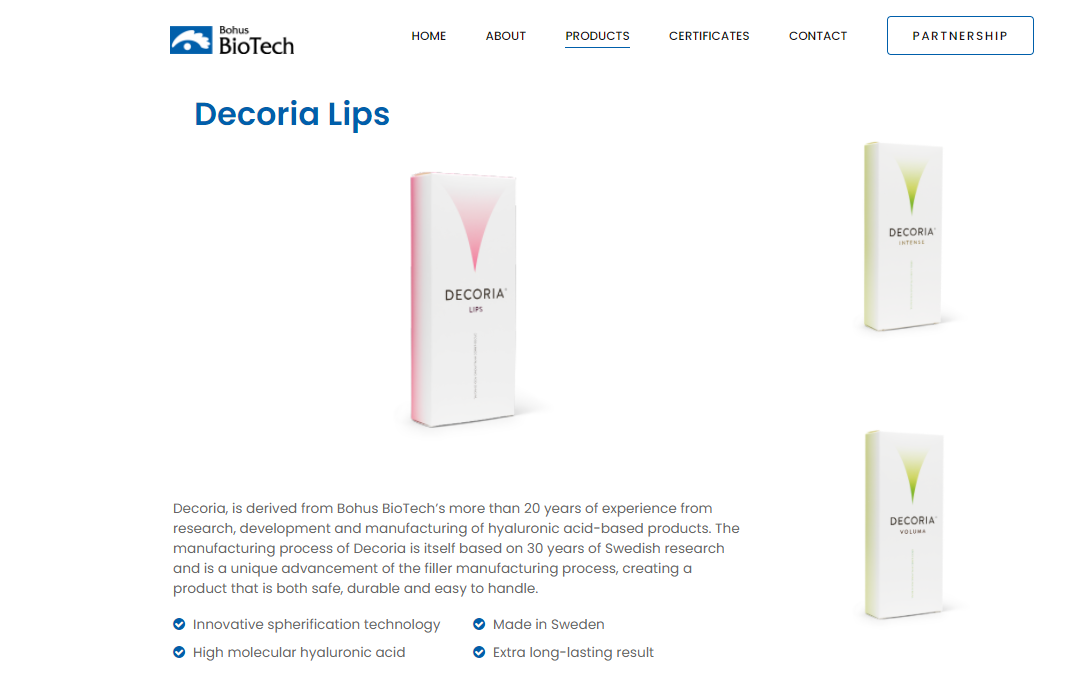 Bohus
BioTech
HOME ABOUT PRODUCTS CERTIFICATES CONTACT PARTNERSHIP
Decoria Lips
DECORIA
LIPS
DECORIA
INTENSE
DECORIA
VOLUMA
Decoria, is derived from Bohus BioTech’s more than 20 years of experience from
research, development and manufacturing of hyaluronic acid-based products. The
manufacturing process of Decoria is itself based on 30 years of Swedish research
and is a unique advancement of the filler manufacturing process, creating a
product that is both safe, durable and easy to handle.
Innovative spherification technology
Made in Sweden
High molecular hyaluronic acid
Extra long-lasting result